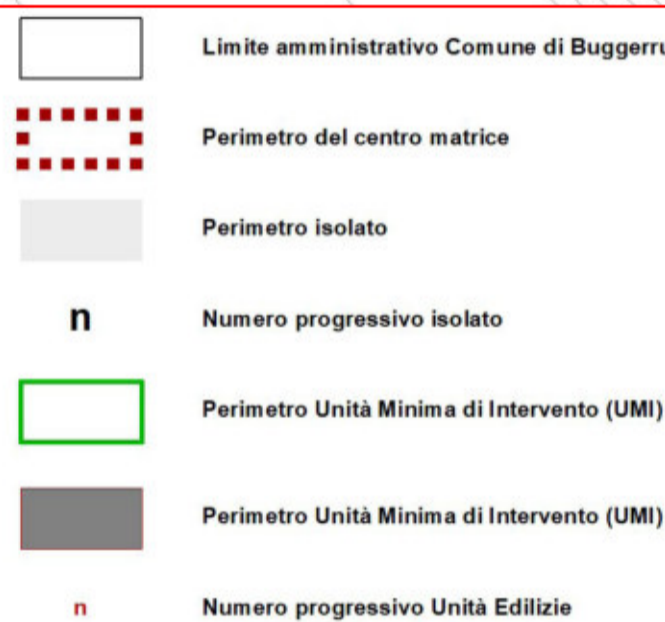 Limite amministrativo Comune di Buggerru
Perimetro del centro matrice
Perimetro isolato
n Numero progressivo isolato
Perimetro Unità Minima di Intervento (UMI)
Perimetro Unità Minima di Intervento (UMI)
n Numero progressivo Unità Edilizie